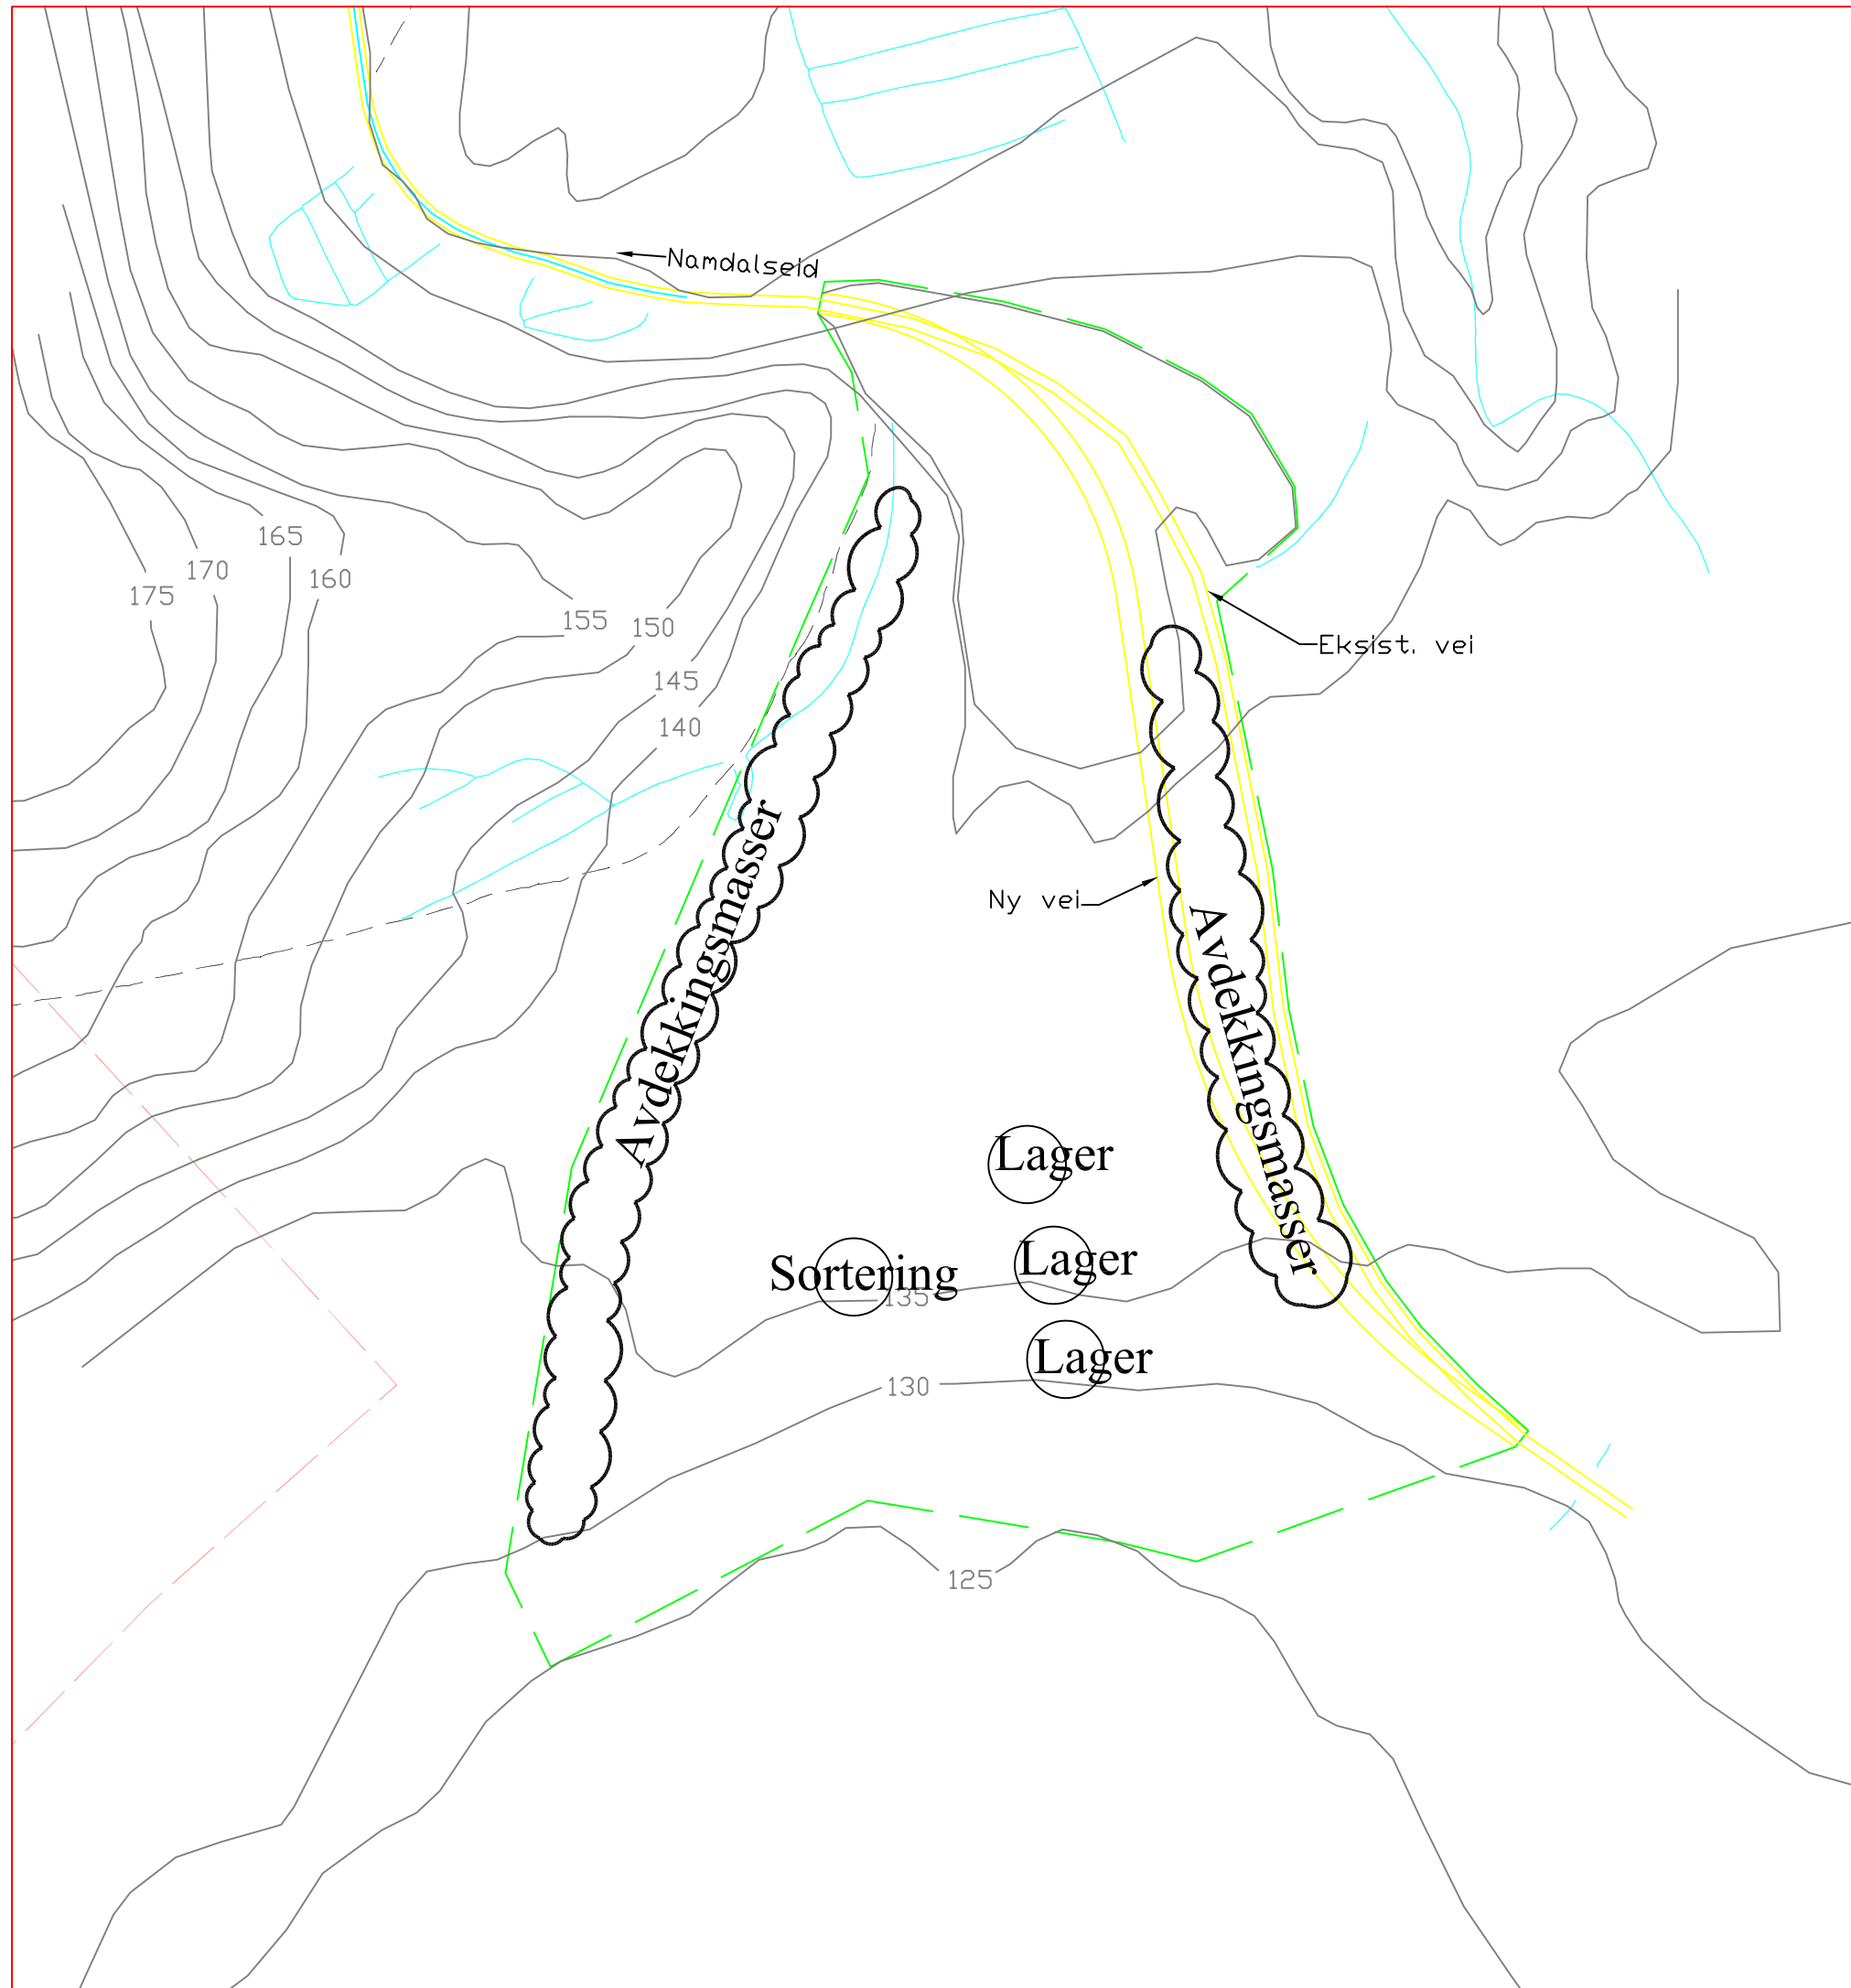 Namdalseid
165
170
160
175
155
150
Eksist. vei
145
140
Avdekkingsmasser
Ny vei
Avdekkingsmasser
Lager
Lager
Sortering
135
Lager
130
125